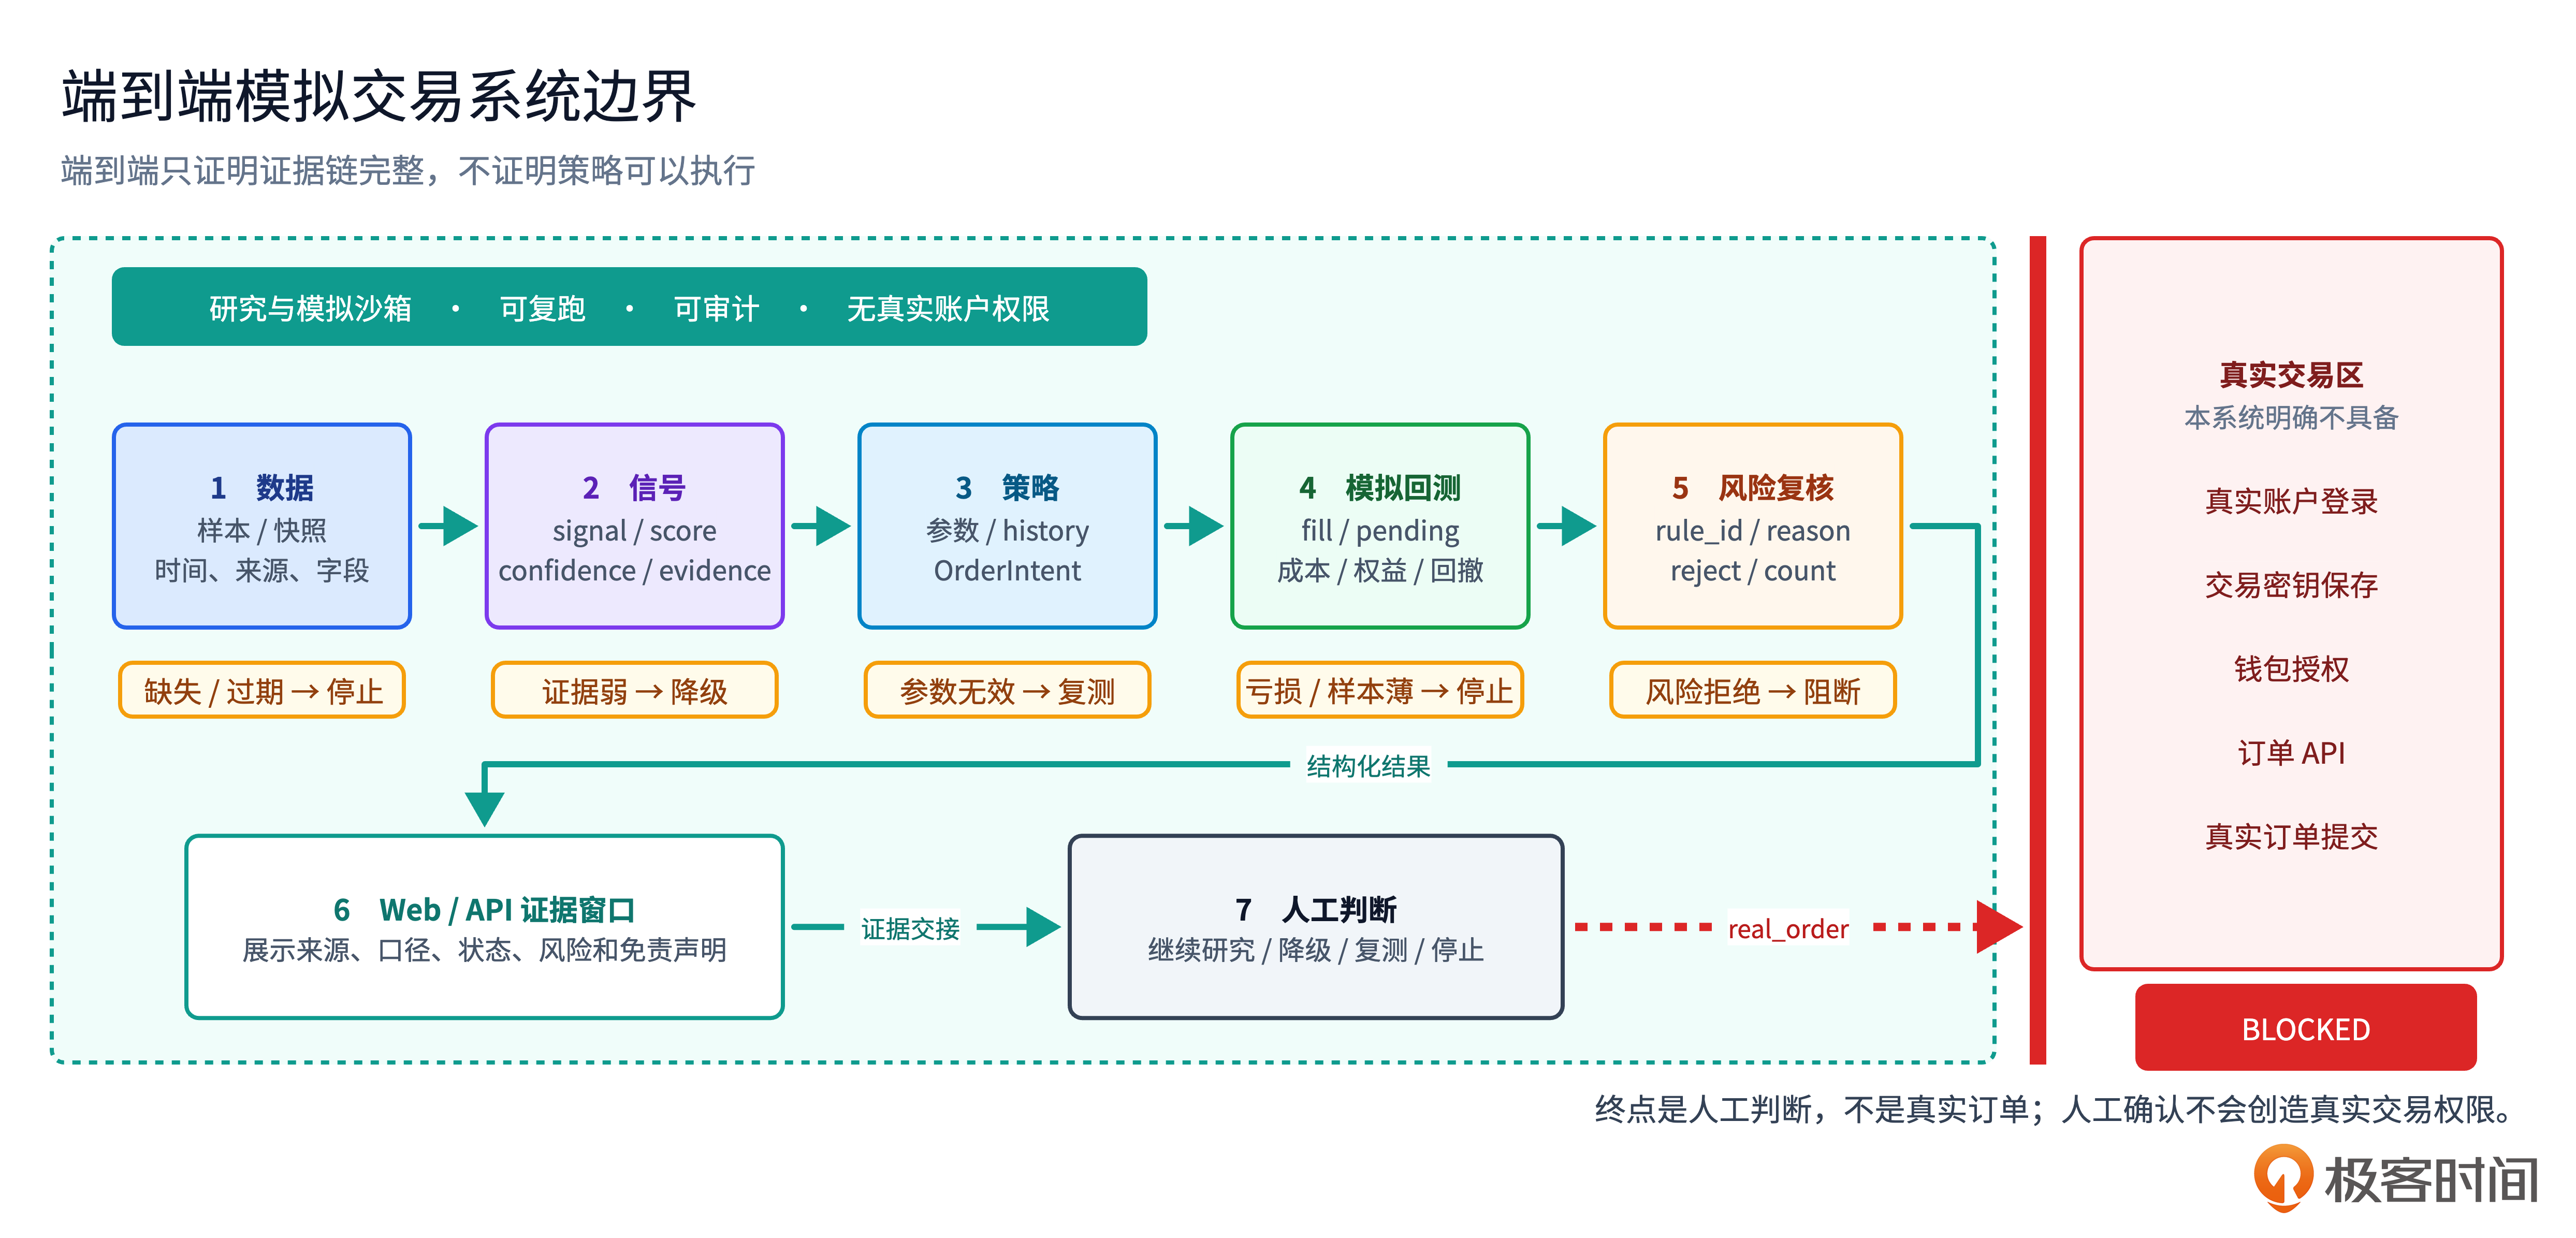 端到端模拟交易系统边界
端到端只证明证据链完整，不证明策略可以执行
研究与模拟沙箱 · 可复跑 · 可审计 · 无真实账户权限
1 数据
样本 / 快照
时间、来源、字段
2 信号
signal / score
confidence / evidence
3 策略
参数 / history
OrderIntent
4 模拟回测
fill / pending
成本 / 权益 / 回撤
5 风险复核
rule_id / reason
reject / count
缺失 / 过期 → 停止
证据弱 → 降级
参数无效 → 复测
亏损 / 样本薄 → 停止
风险拒绝 → 阻断
结构化结果
6 Web / API 证据窗口
展示来源、口径、状态、风险和免责声明
证据交接
7 人工判断
继续研究 / 降级 / 复测 / 停止
real_order
真实交易区
本系统明确不具备
真实账户登录
交易密钥保存
钱包授权
订单 API
真实订单提交
BLOCKED
终点是人工判断，不是真实订单；人工确认不会创造真实交易权限。
极客时间